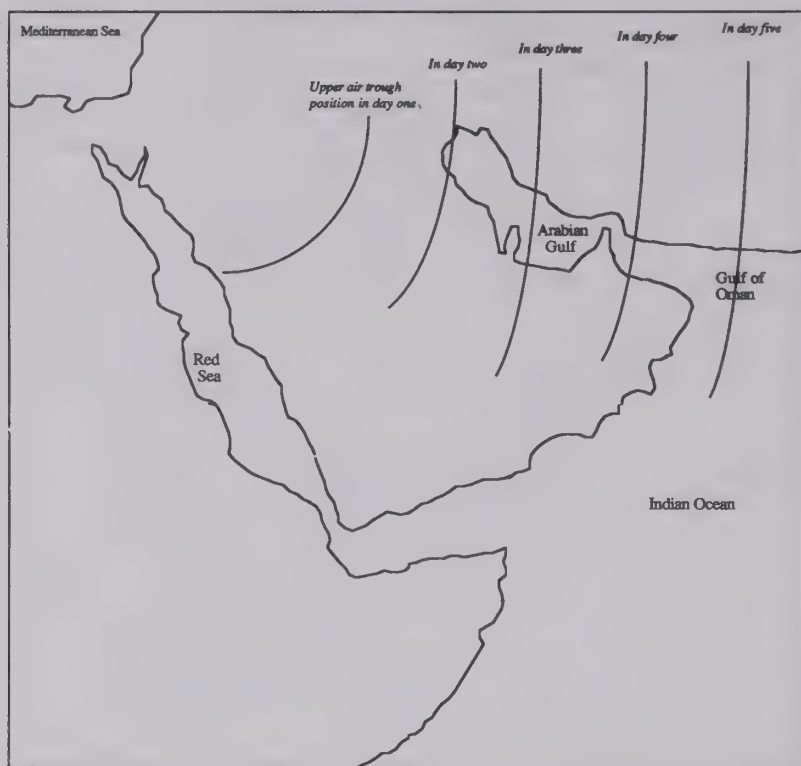 Mediterranean Sea
Upper air trough
position in day one
In day two
In day three
In day four
In day five
Arabian
Gulf
Gulf of
Oman
Red
Sea
Indian Ocean